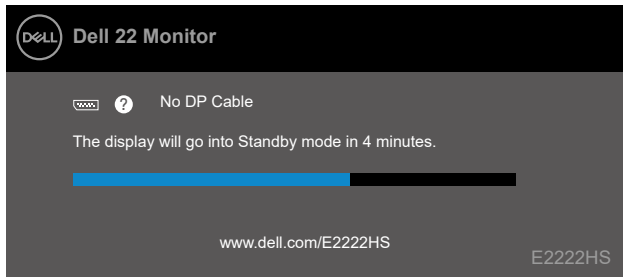 DELL Dell 22 Monitor
? No DP Cable
The display will go into Standby mode in 4 minutes.
www.dell.com/E2222HS
E2222HS